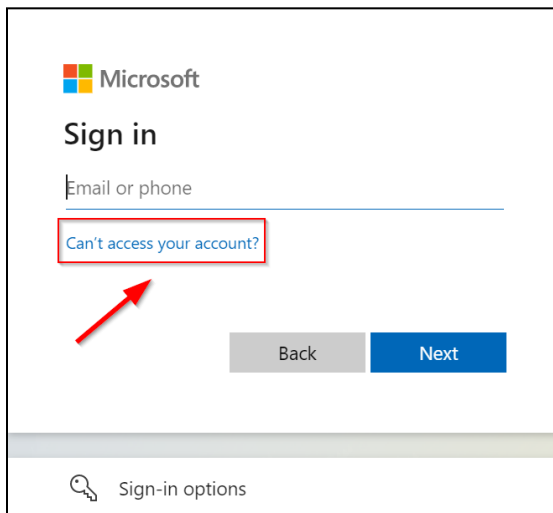 Microsoft
Sign in
Email or phone
Can't access your account?
Back Next
Sign-in options